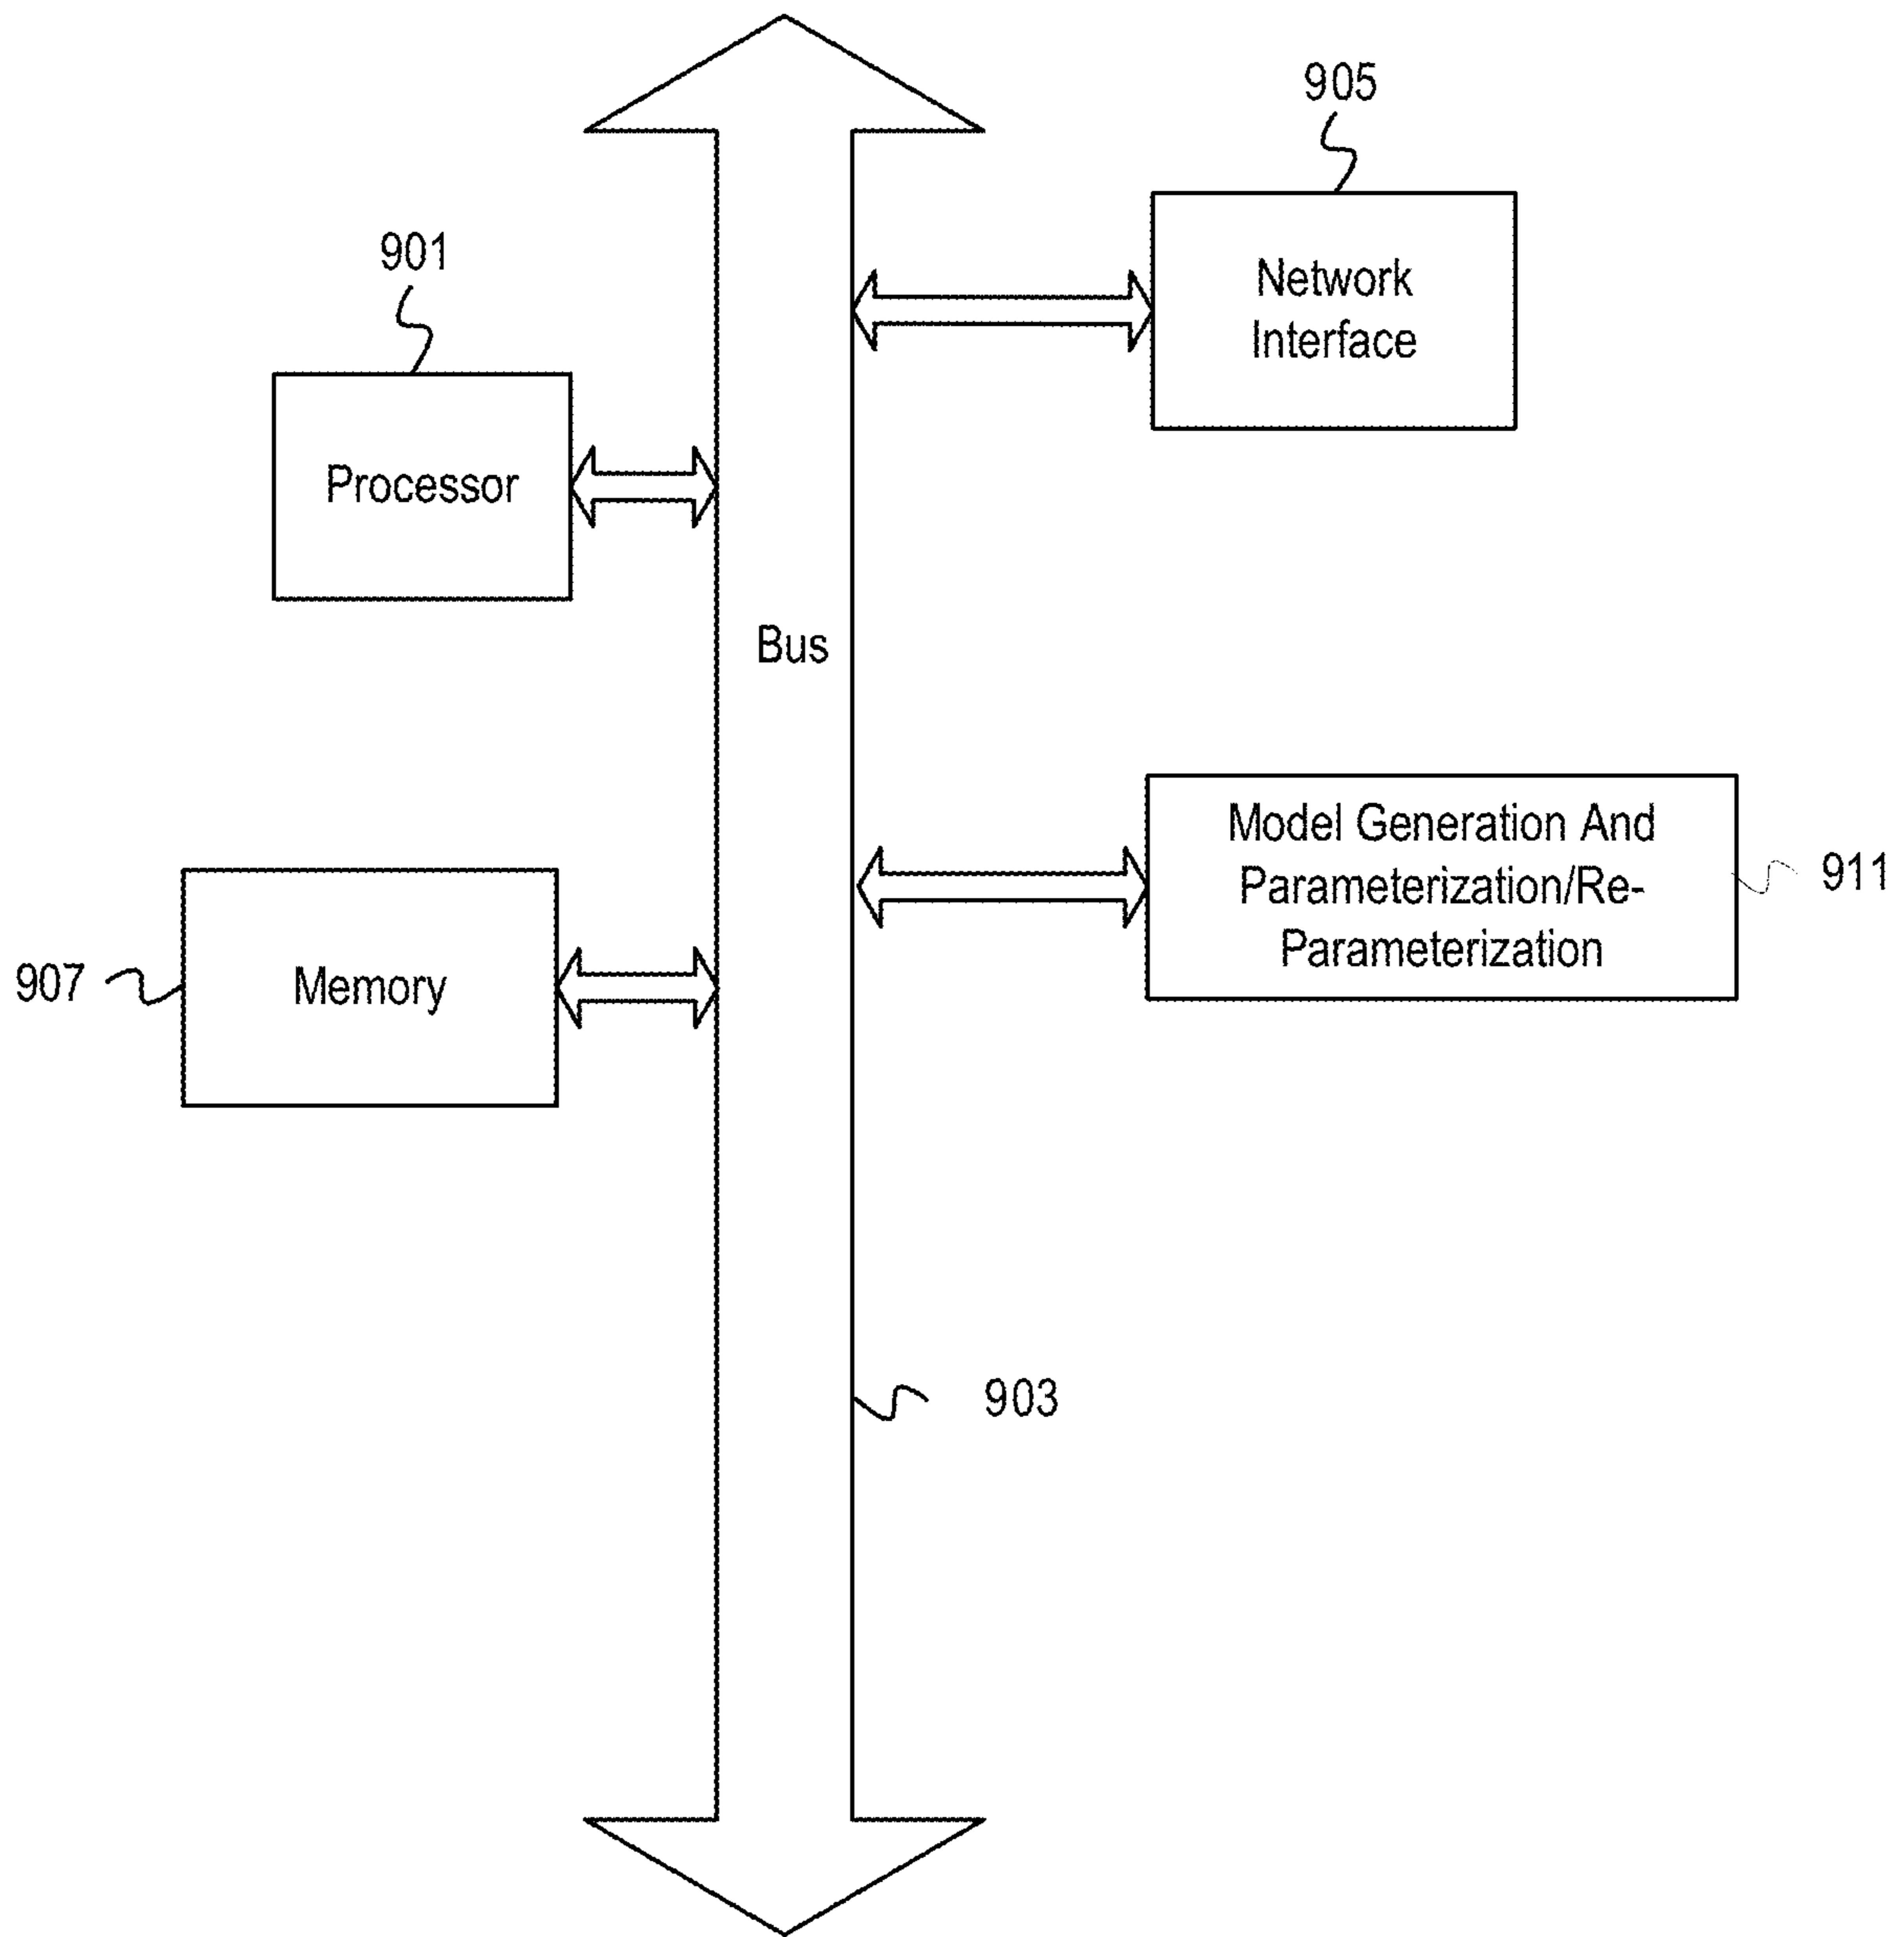 905
Network
Interface
901
Processor
Bus
Model Generation And
Parameterization/Re-
Parameterization
911
907
Memory
903